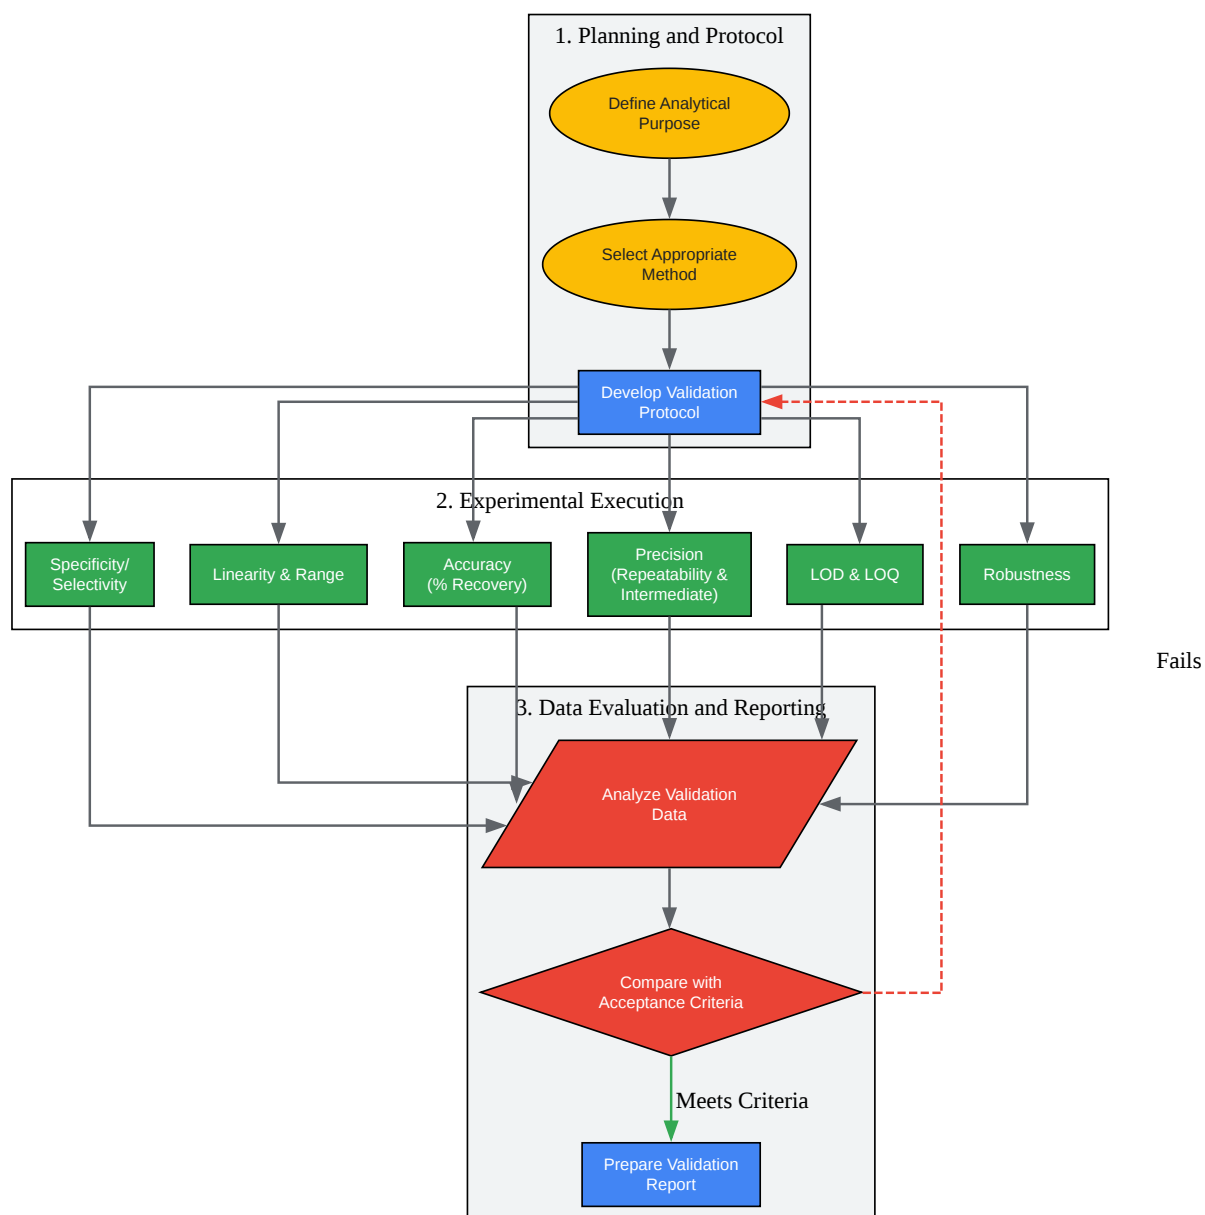 1. Planning and Protocol
Define Analytical
Purpose
Select Appropriate
Method
Develop Validation
Protocol
2. Experimental Execution
Specificity/
Selectivity
Linearity & Range
Accuracy
(% Recovery)
Precision
(Repeatability &
Intermediate)
LOD & LOQ
Robustness
Fails
3. Data Evaluation and Reporting
Analyze Validation
Data
Compare with
Acceptance Criteria
Meets Criteria
Prepare Validation
Report